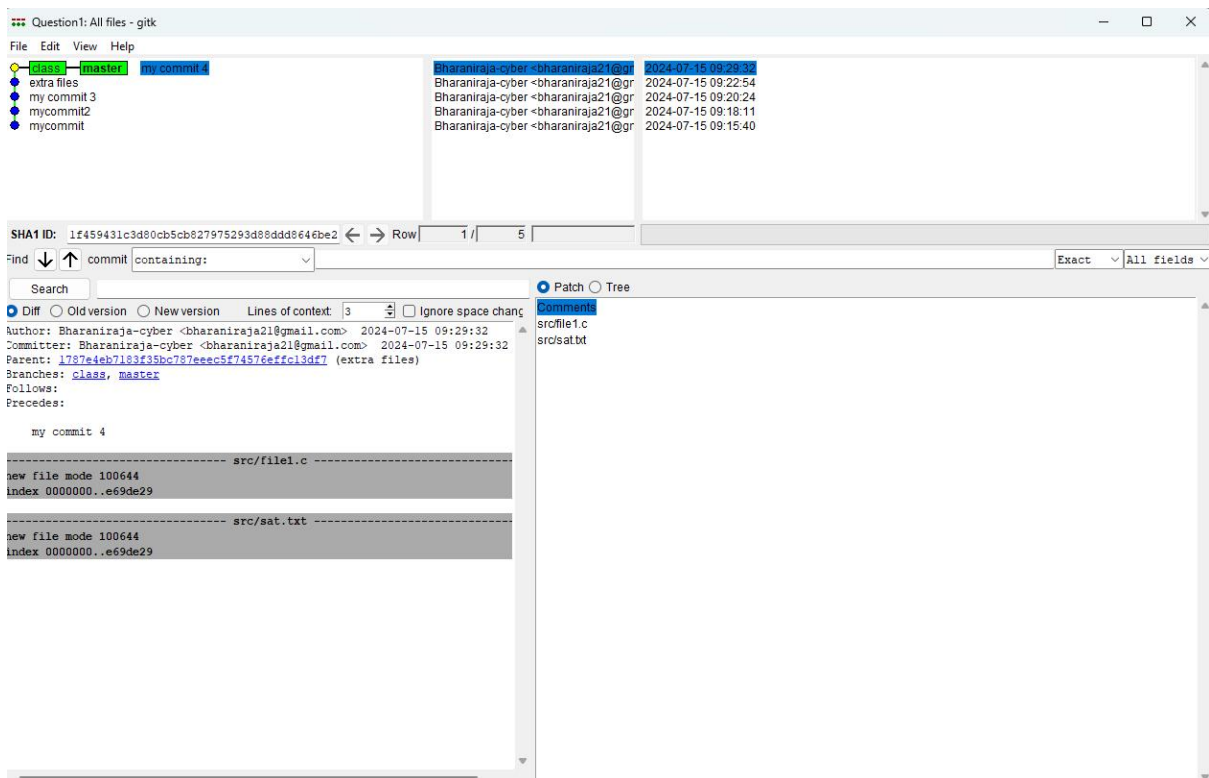 Question1: All files - gitk
File Edit View Help
class master my commit 4 Bharaniraja-cyber <bharaniraja21@gr 2024-07-15 09:29:32
extra files Bharaniraja-cyber <bharaniraja21@gr 2024-07-15 09:22:54
my commit 3 Bharaniraja-cyber <bharaniraja21@gr 2024-07-15 09:20:24
mycommit2 Bharaniraja-cyber <bharaniraja21@gr 2024-07-15 09:18:11
mycommit Bharaniraja-cyber <bharaniraja21@gr 2024-07-15 09:15:40
SHA1 ID: 1f459431c3d80cb5cb827975293d88ddd8646be2 Row 1 / 5
Find commit containing: Exact All fields
Search
Diff Old version New version Lines of context: 3 Ignore space chang
Author: Bharaniraja-cyber <bharaniraja21@gmail.com> 2024-07-15 09:29:32
Committer: Bharaniraja-cyber <bharaniraja21@gmail.com> 2024-07-15 09:29:32
Parent: 1787e4eb7183f35bc787eeec5f74576effc13df7 (extra files)
Branches: class, master
Follows:
Precedes:
my commit 4
-------------------------------- src/file1.c -----------------------------
new file mode 100644
index 0000000..e69de29
-------------------------------- src/sat.txt -----------------------------
new file mode 100644
index 0000000..e69de29
Patch Tree
Comments
src/file1.c
src/sat.txt